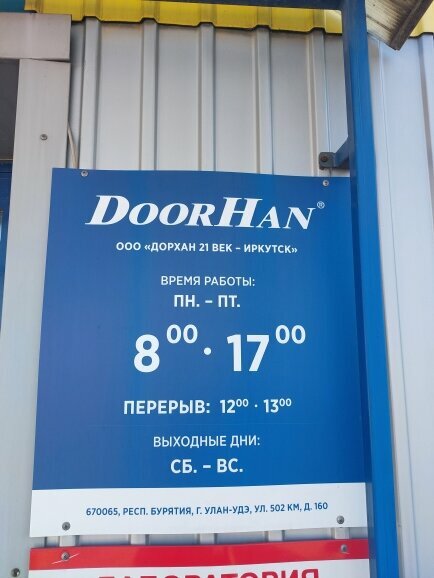 DOORHAN®
ООО «ДОРХАН 21 ВЕК – ИРКУТСК»
ВРЕМЯ РАБОТЫ:
ПН. – ПТ.
8⁰⁰ · 17⁰⁰
ПЕРЕРЫВ: 12⁰⁰ · 13⁰⁰
ВЫХОДНЫЕ ДНИ:
СБ. – ВС.
670065, РЕСП. БУРЯТИЯ, Г. УЛАН-УДЭ, УЛ. 502 КМ, Д. 160
ЛАБОРАТОРИЯ